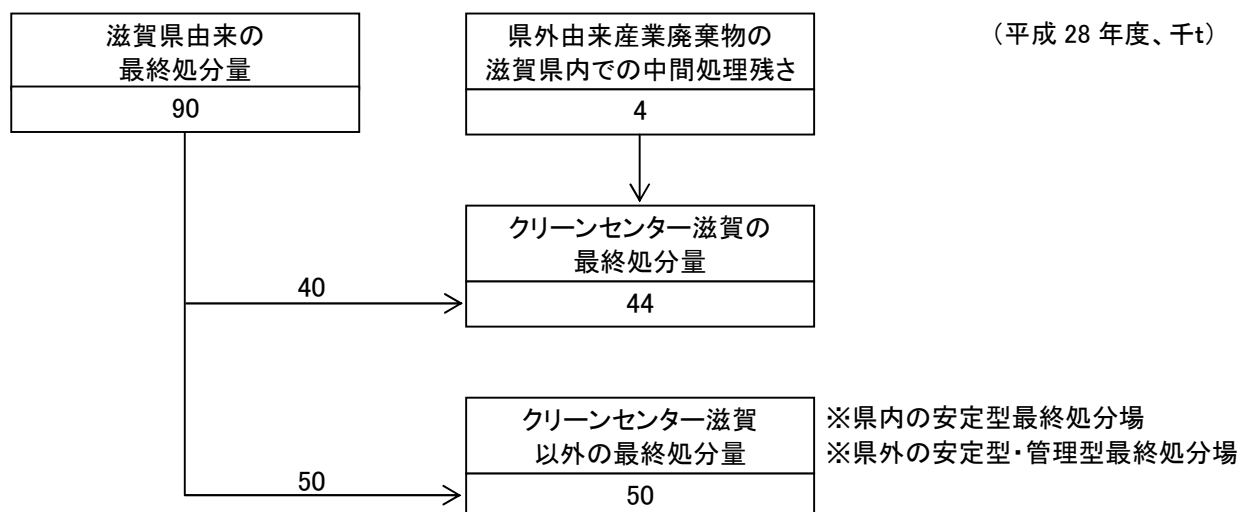 滋賀県由来の
最終処分量
90
県外由来産業廃棄物の
滋賀県内での中間処理残さ
4
（平成 28 年度、千t）
クリーンセンター滋賀の
最終処分量
44
40
クリーンセンター滋賀
以外の最終処分量
50
※県内の安定型最終処分場
※県外の安定型・管理型最終処分場
50